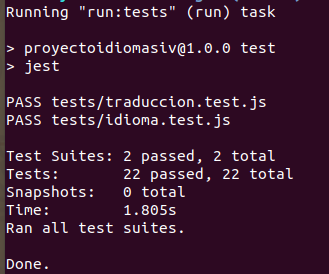 Running "run:tests" (run) task
> proyectoidiomasiv@1.0.0 test
> jest
PASS tests/traduccion.test.js
PASS tests/idioma.test.js
Test Suites: 2 passed, 2 total
Tests:       22 passed, 22 total
Snapshots:   0 total
Time:        1.805s
Ran all test suites.
Done.